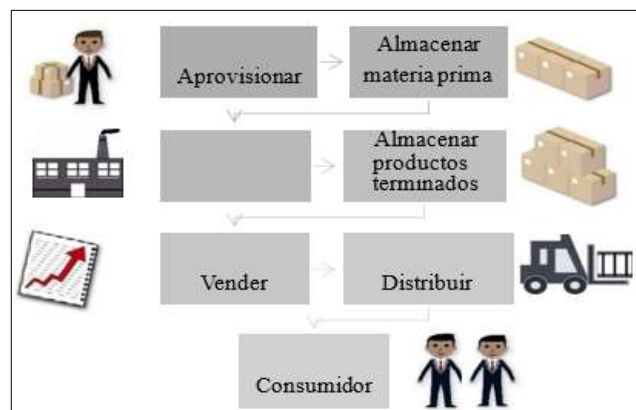 Aprovisionar
Almacenar
materia prima
Almacenar
productos
terminados
Vender
Distribuir
Consumidor